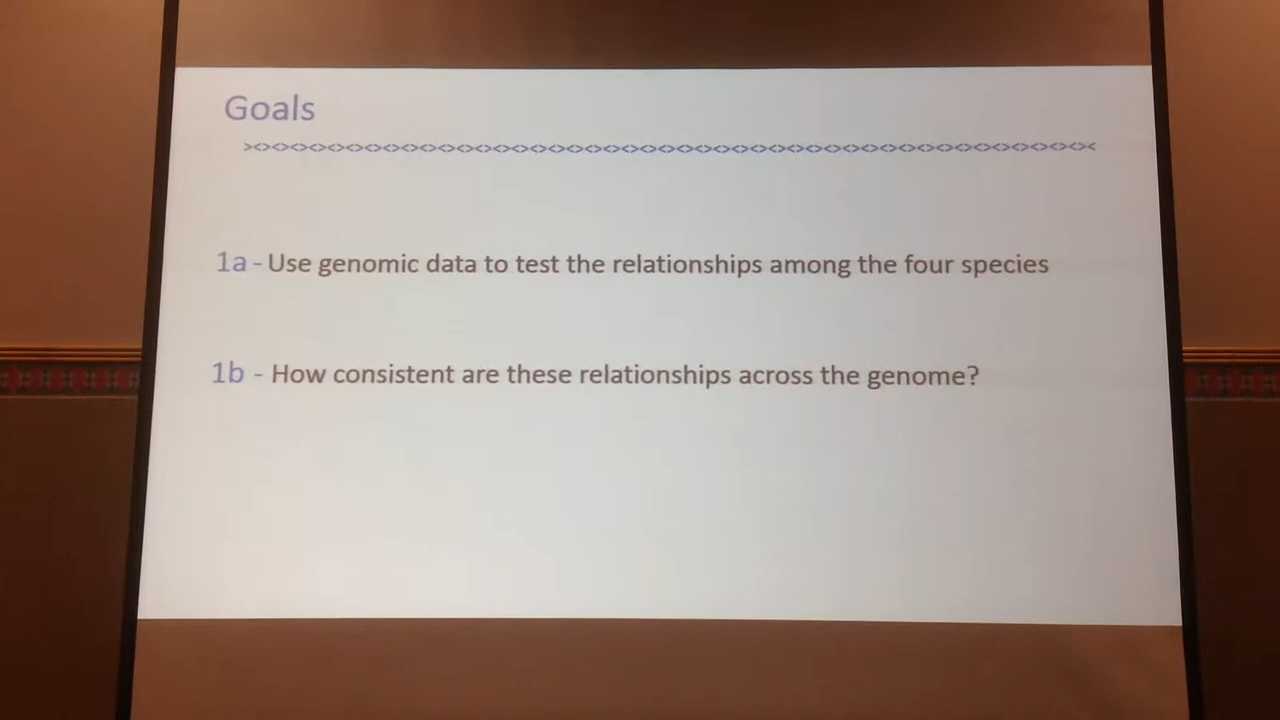 Goals
1a - Use genomic data to test the relationships among the four species
1b - How consistent are these relationships across the genome?